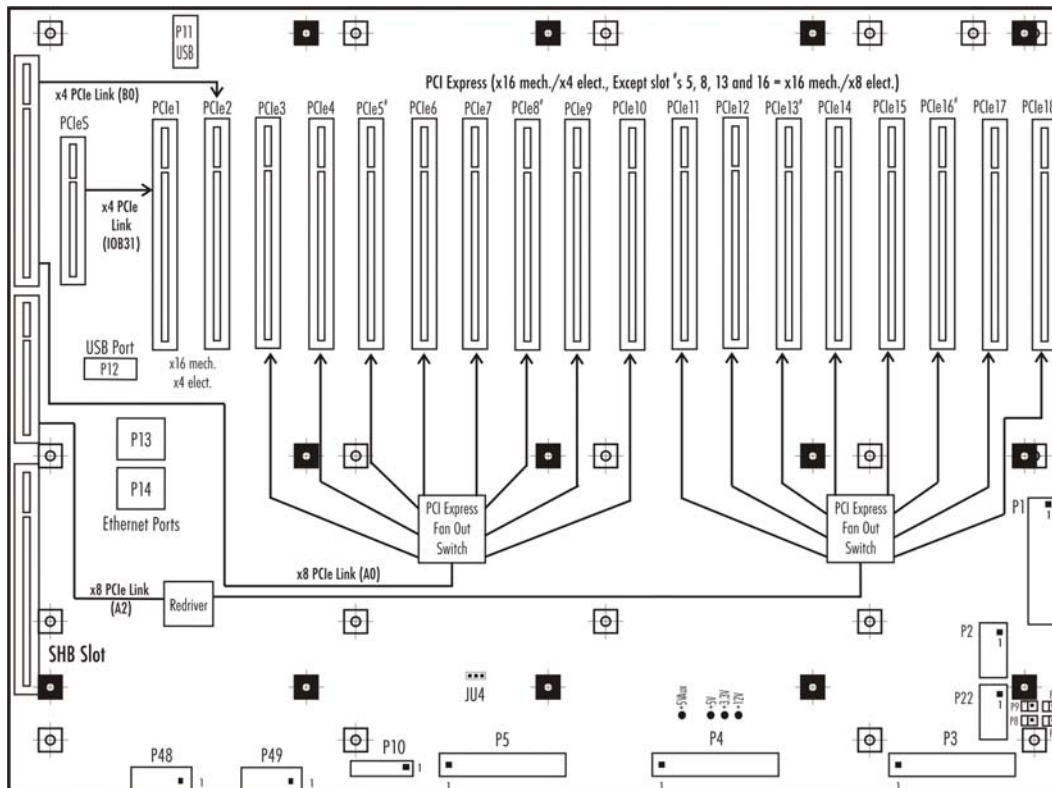 P11
USB
PCI Express (x16 mech./x4 elect., Except slot #'s 5, 8, 13 and 16 = x16 mech./x8 elect.)
x4 PCIe Link (B0)
PCIeS
PCIe1
PCIe2
PCIe3
PCIe4
PCIe5#
PCIe6
PCIe7
PCIe8#
PCIe9
PCIe10
PCIe11
PCIe12
PCIe13#
PCIe14
PCIe15
PCIe16#
PCIe17
PCIe18
x4 PCIe
Link
(IOB31)
USB Port
P12
x16 mech.
x4 elect.
P13
P14
Ethernet Ports
PCI Express
Fan Out
Switch
PCI Express
Fan Out
Switch
P1
1
x8 PCIe Link (A0)
x8 PCIe Link
(A2)
Redriver
SHB Slot
P2
1
JU4
+5VAux
+5V
+3.3V
+12V
P22
1
P9
P8
P48
1
P49
1
P10
1
P5
1
P4
1
P3
1